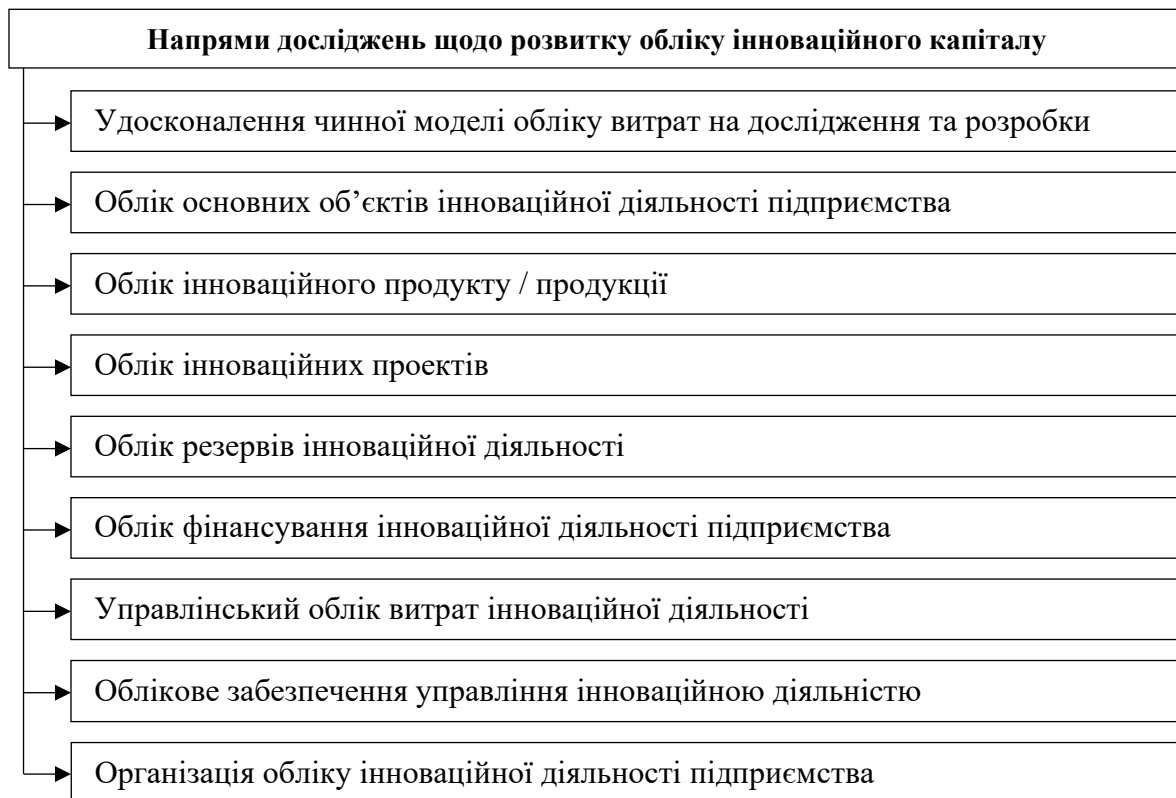 Напрями досліджень щодо розвитку обліку інноваційного капіталу
Удосконалення чинної моделі обліку витрат на дослідження та розробки
Облік основних об’єктів інноваційної діяльності підприємства
Облік інноваційного продукту / продукції
Облік інноваційних проектів
Облік резервів інноваційної діяльності
Облік фінансування інноваційної діяльності підприємства
Управлінський облік витрат інноваційної діяльності
Облікове забезпечення управління інноваційною діяльністю
Організація обліку інноваційної діяльності підприємства